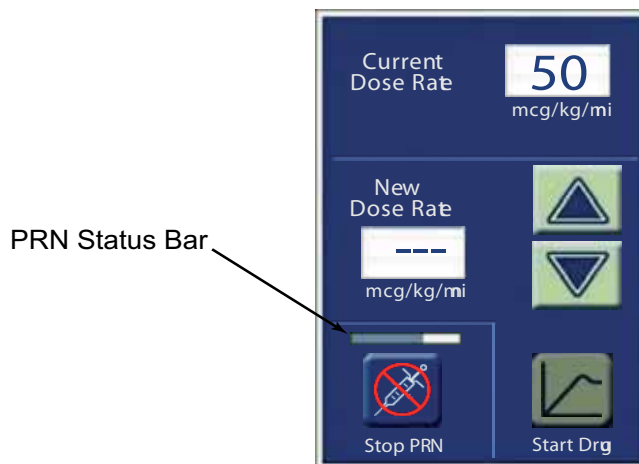 Current
Dose Rate
50
mcg/kg/mi
New
Dose Rate
---
mcg/kg/mi
PRN Status Bar
Stop PRN
Start Drg